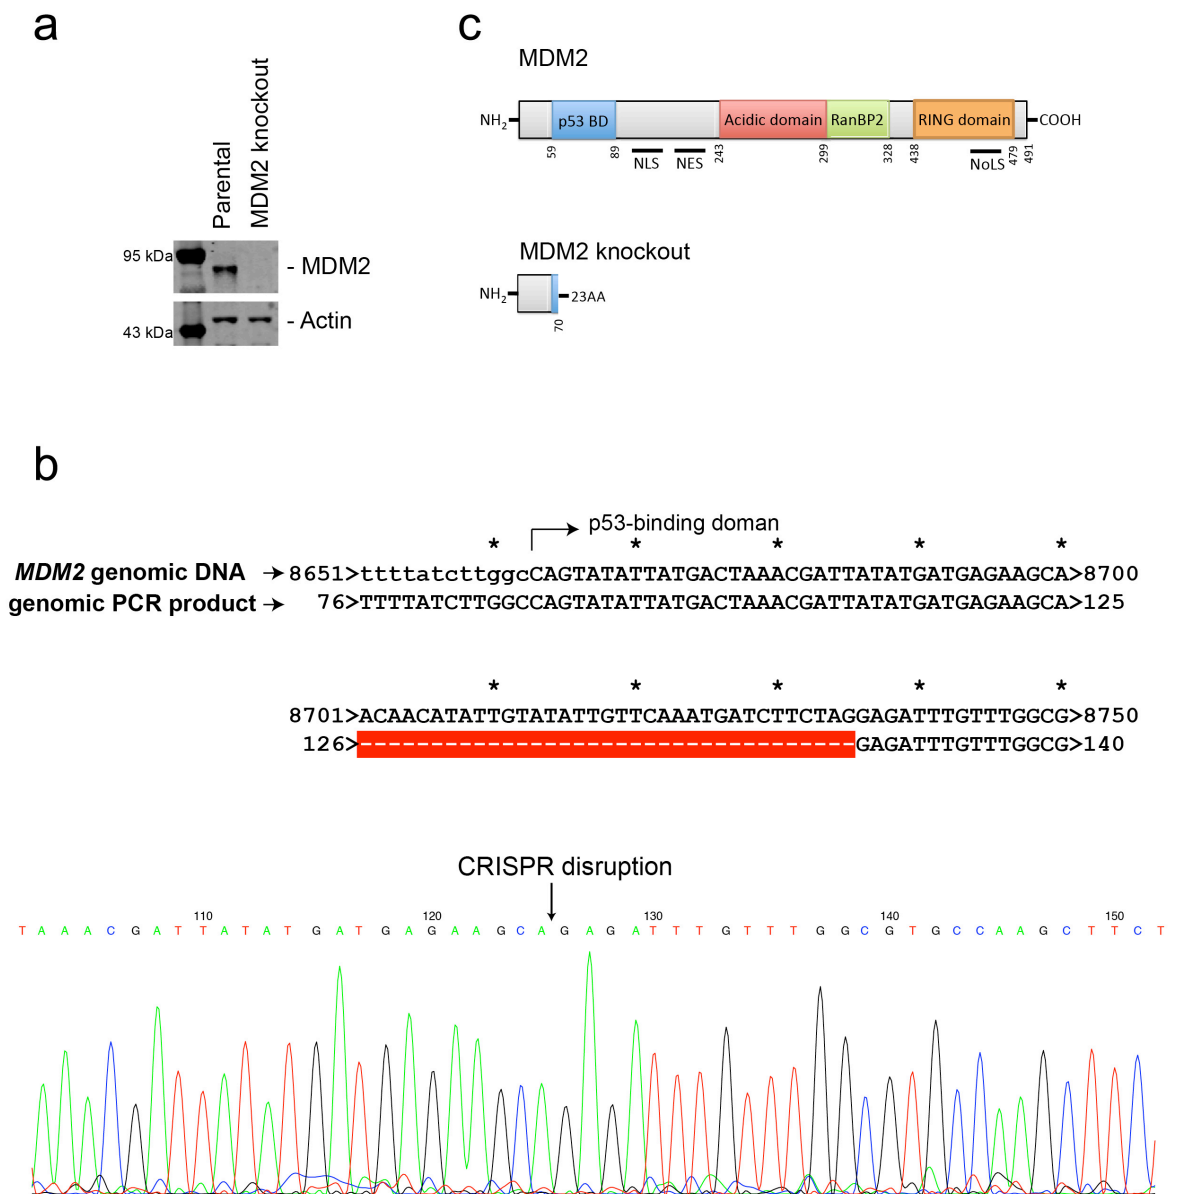 a
Parental
MDM2 knockout
95 kDa
- MDM2
43 kDa
- Actin
c
MDM2
NH2
p53 BD
Acidic domain
RanBP2
RING domain
COOH
59
89
NLS
NES
243
299
328
438
NoLS
479
491
MDM2 knockout
NH2
23AA
70
b
p53-binding doman
* * * * *
MDM2 genomic DNA → 8651>ttttatcttggcCAGTATATTATGACTAAACGATTATATGATGAGAAGCA>8700
genomic PCR product → 76>TTTTATCTTGGCCAGTATATTATGACTAAACGATTATATGATGAGAAGCA>125
* * * * *
8701>ACAACATATTGTATATTGTTCAAATGATCTTCTAGGAGATTTGTTTGGCG>8750
126>-----------------------------------GAGATTTGTTTGGCG>140
CRISPR disruption
110 120 130 140 150
T A A A C G A T T A T A T G A T G A G A A G C A G A G A T T T G T T T G G C G T G C C A A G C T T C T